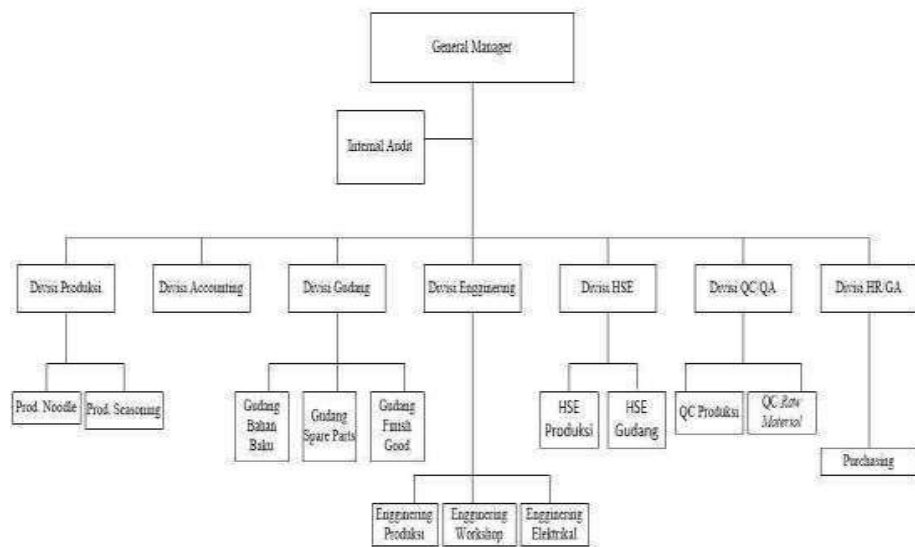 General Manager
Internal Audit
Divisi Produksi
Divisi Accounting
Divisi Gudang
Divisi Engginering
Divisi HSE
Divisi QC/QA
Divisi HR/GA
Prod. Noodle
Prod. Seasoning
Gudang
Bahan
Baku
Gudang
Spare Parts
Gudang
Finish
Good
HSE
Produksi
HSE
Gudang
QC Produksi
QC Raw
Material
Purchasing
Engginering
Produksi
Engginering
Workshop
Engginering
Elektrikal